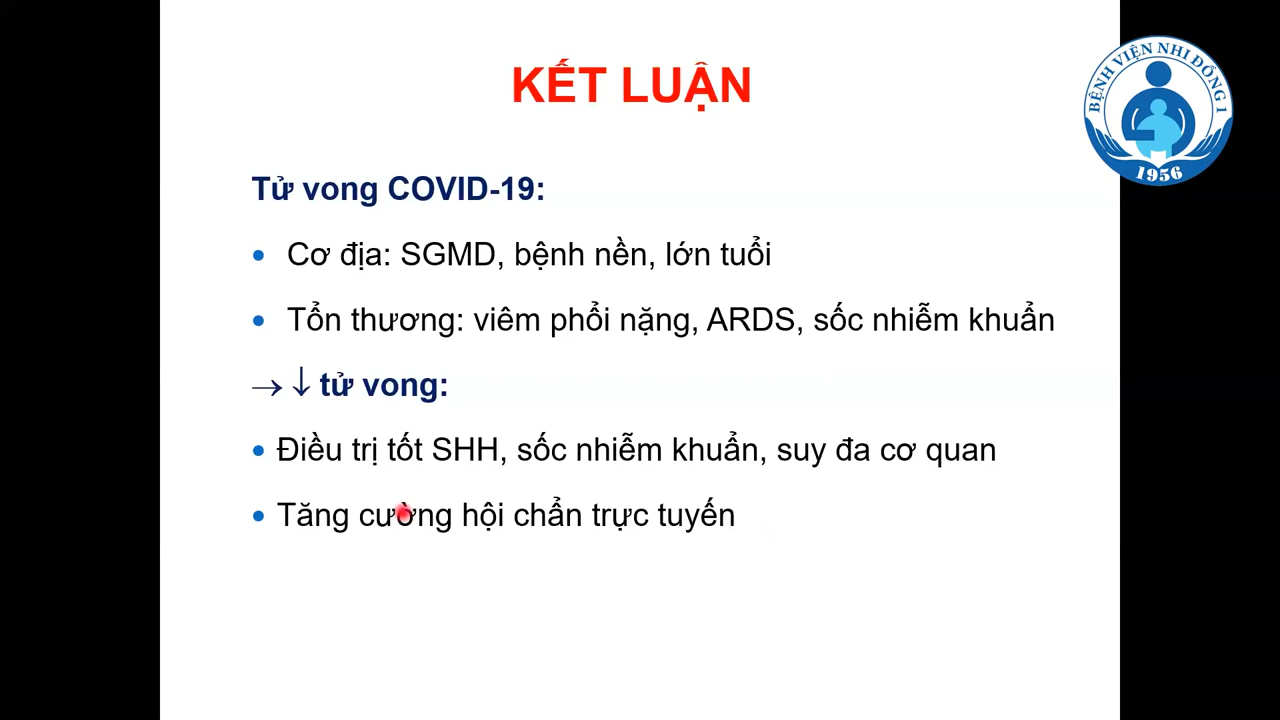 KẾT LUẬN
BỆNH VIỆN NHI ĐỒNG 1
1956
Tử vong COVID-19:
• Cơ địa: SGMD, bệnh nền, lớn tuổi
• Tổn thương: viêm phổi nặng, ARDS, sốc nhiễm khuẩn
→ ↓ tử vong:
• Điều trị tốt SHH, sốc nhiễm khuẩn, suy đa cơ quan
• Tăng cường hội chẩn trực tuyến